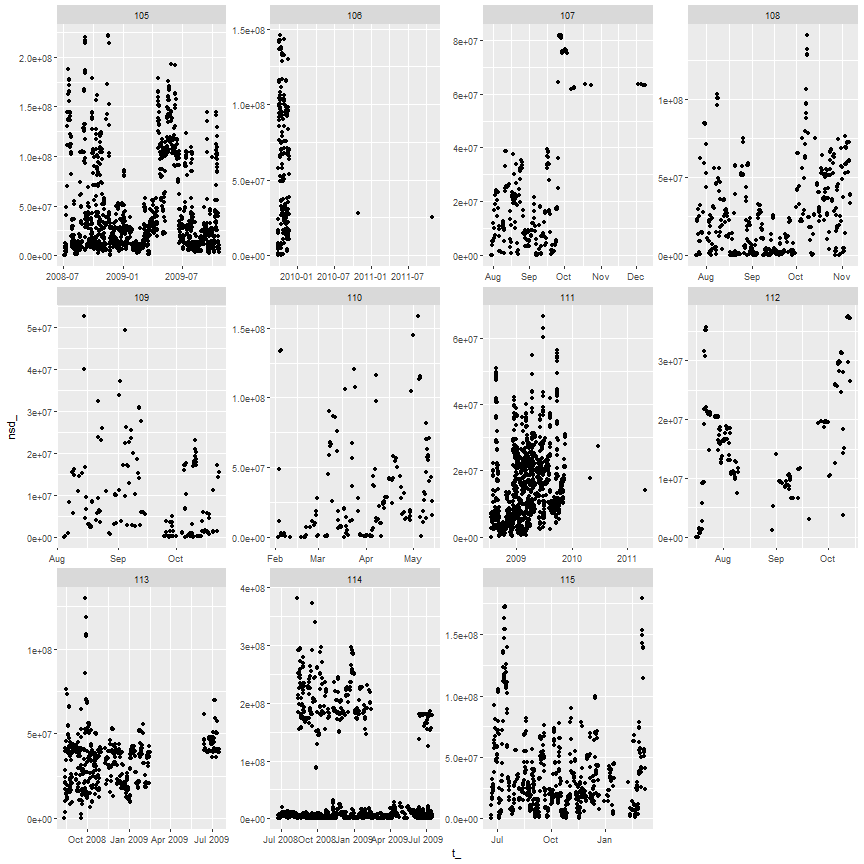 105 106 107 108
2.0e+08 1.5e+08 8e+07 1e+08
1.5e+08 1.0e+08 6e+07 5e+07
1.0e+08 5.0e+07 4e+07 0e+00
5.0e+07 0.0e+00 2e+07
0.0e+00 0e+00
2008-07 2009-01 2009-07 2010-01 2010-07 2011-01 2011-07 Aug Sep Oct Nov Dec Aug Sep Oct Nov
109 110 111 112
5e+07 1.5e+08 6e+07 3e+07
4e+07 1.0e+08 4e+07 2e+07
3e+07 5.0e+07 2e+07 1e+07
2e+07 0.0e+00 0e+00 0e+00
1e+07
0e+00
nsd_
Aug Sep Oct Feb Mar Apr May 2009 2010 2011 Aug Sep Oct
113 114 115
1e+08 4e+08 1.5e+08
5e+07 3e+08 1.0e+08
0e+00 2e+08 5.0e+07
1e+08 0.0e+00
0e+00
Oct 2008 Jan 2009 Apr 2009 Jul 2009 Jul 2008 Oct 2008 Jan 2009 Apr 2009 Jul 2009 Jul Oct Jan
t_